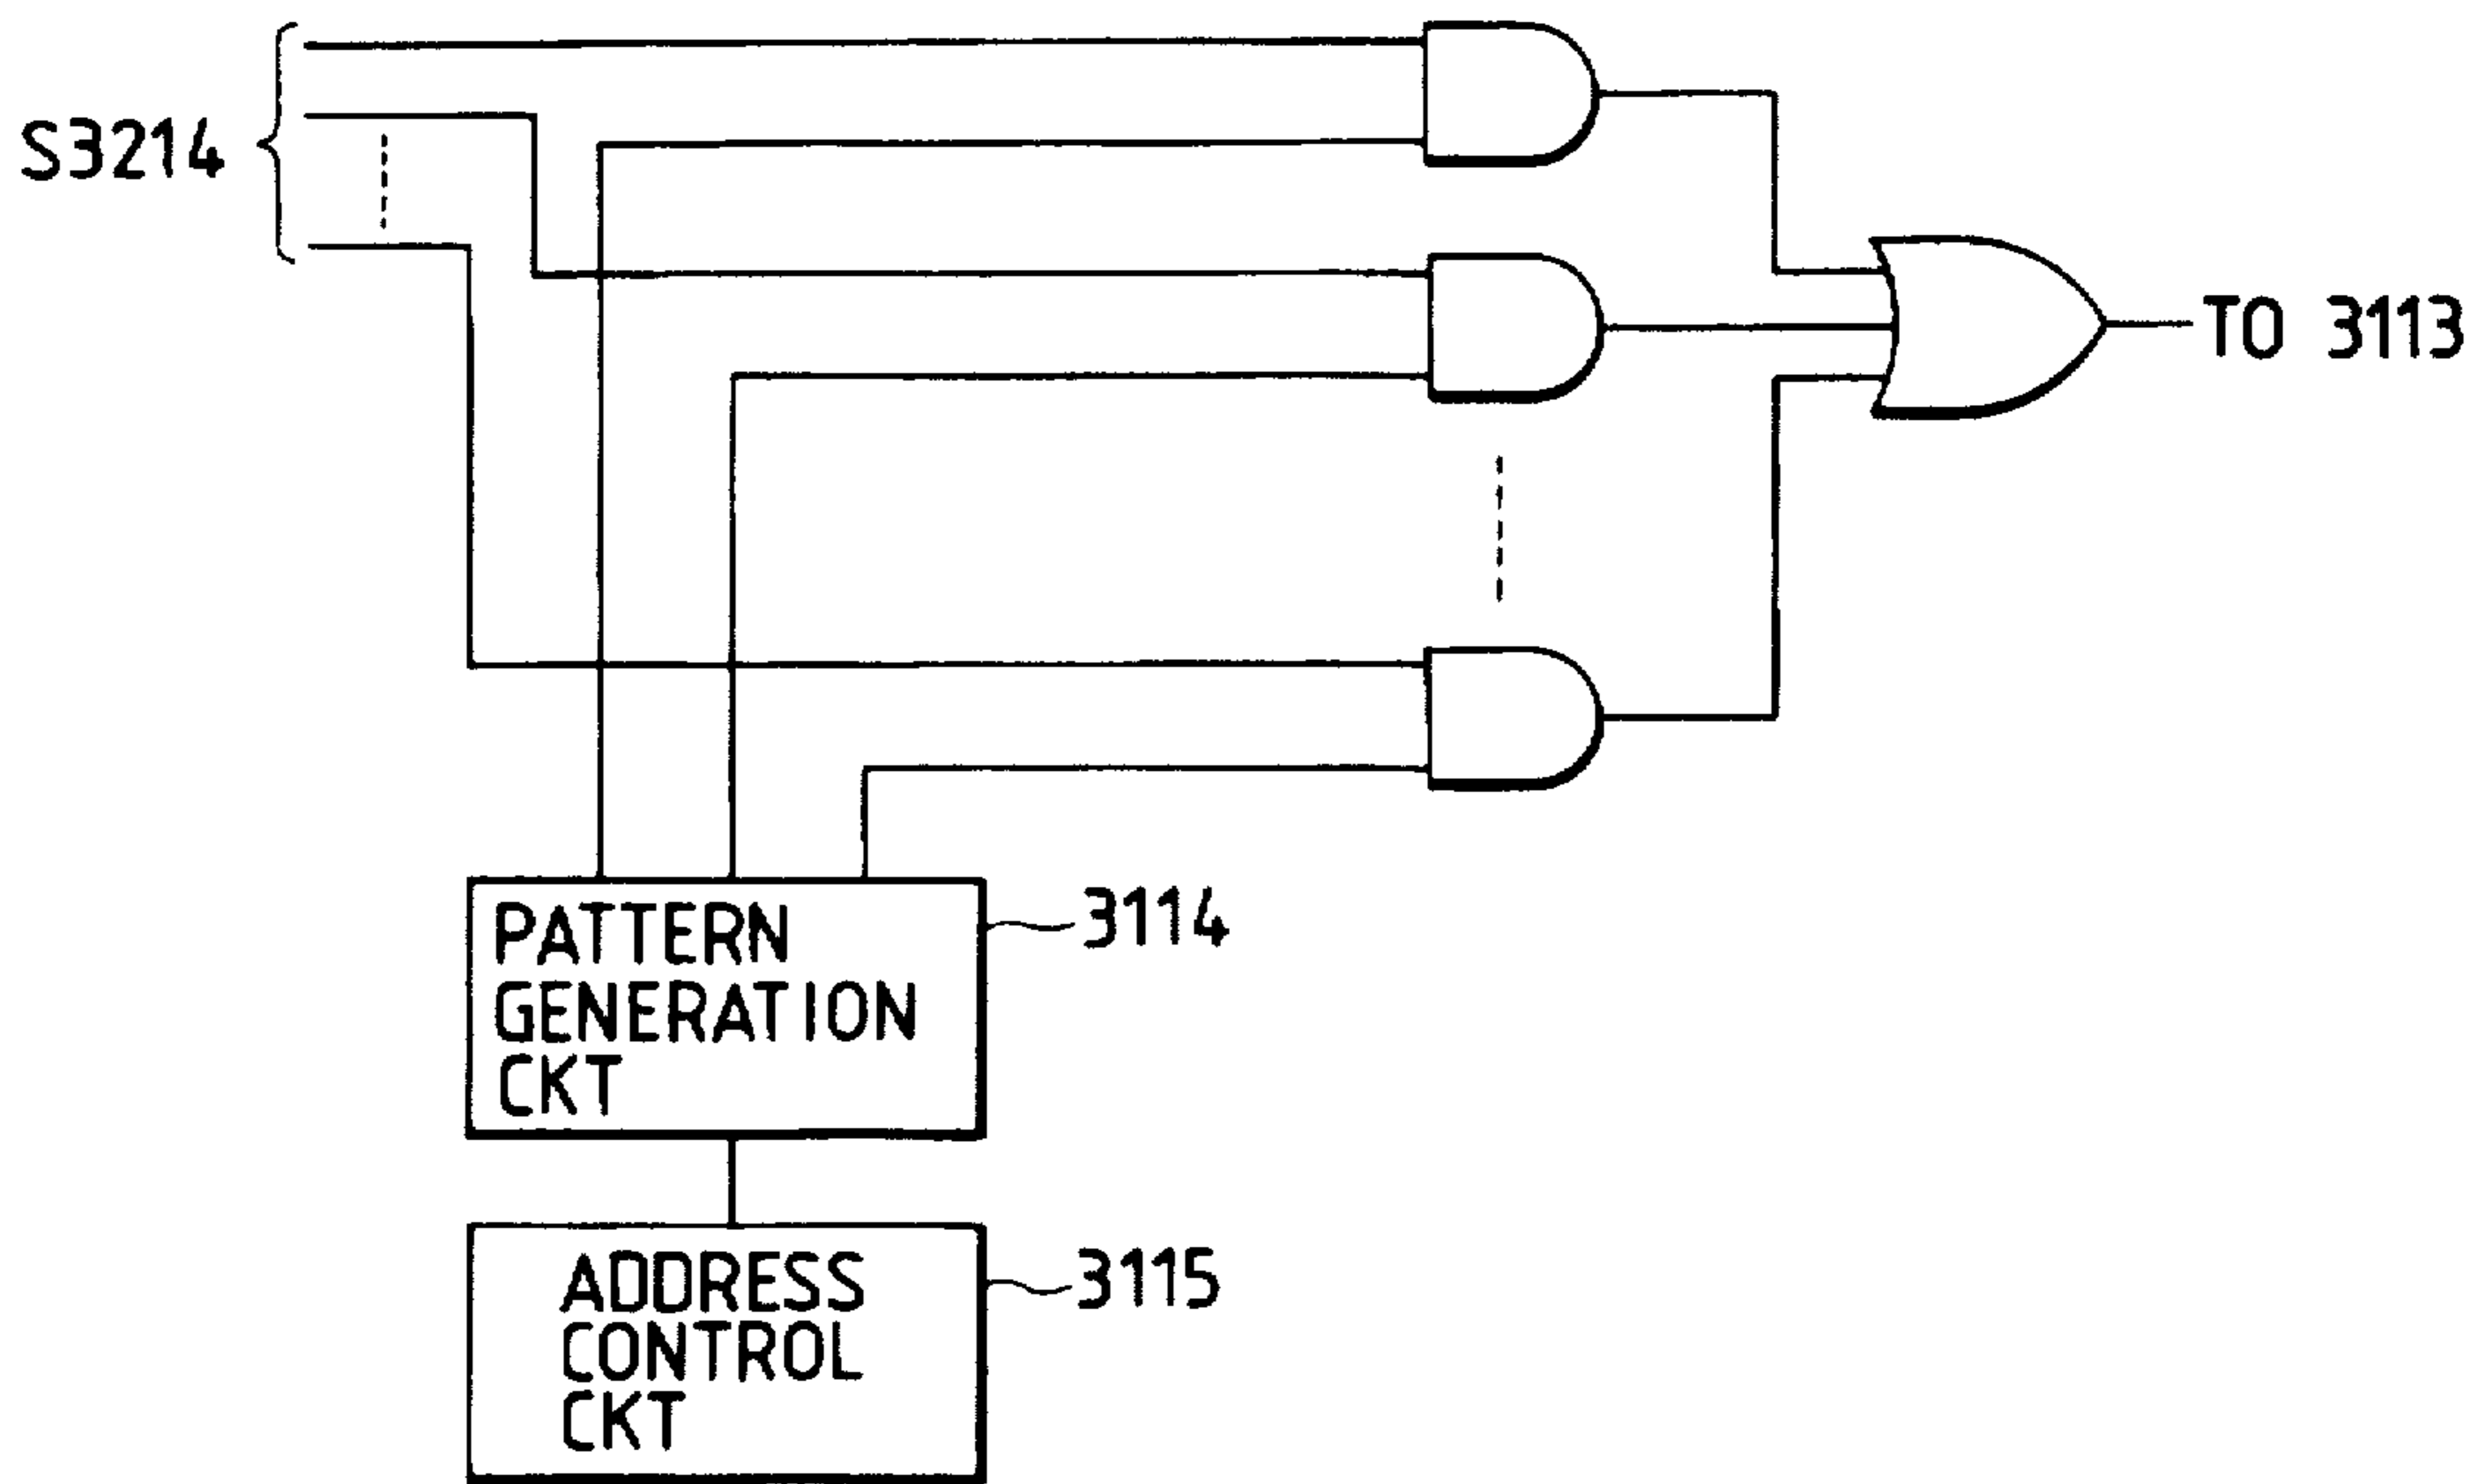 S3214
TO 3113
PATTERN
GENERATION
CKT
3114
ADDRESS
CONTROL
CKT
3115